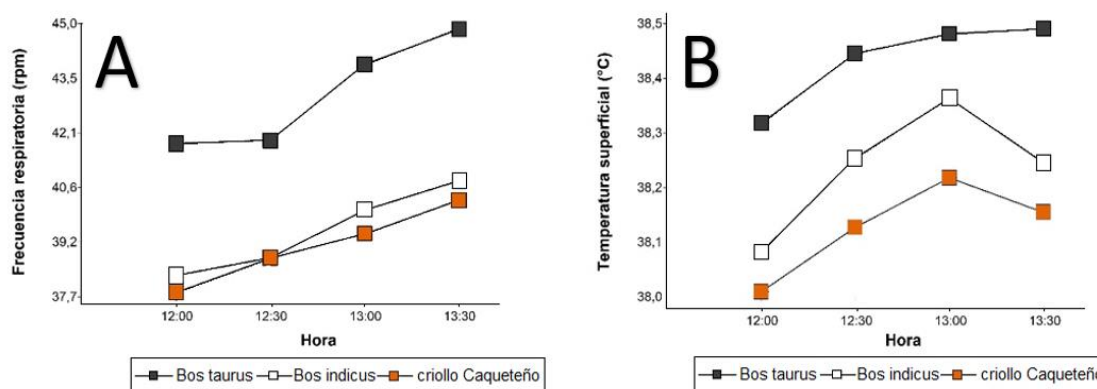 A
Frecuencia respiratoria (rpm)
45,0
43,5
42,1
40,6
39,2
37,7
12:00 12:30 13:00 13:30
Hora
Bos taurus Bos indicus criollo Caqueteño
B
Temperatura superficial (°C)
38,5
38,4
38,3
38,2
38,1
38,0
12:00 12:30 13:00 13:30
Hora
Bos taurus Bos indicus criollo Caqueteño